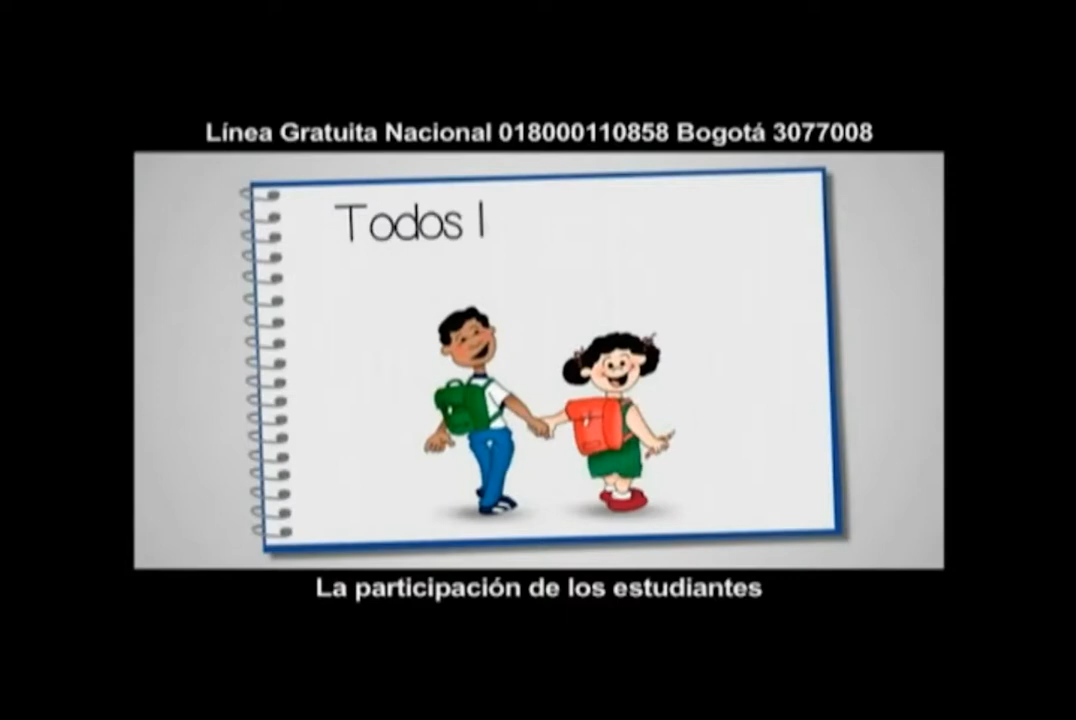 Línea Gratuita Nacional 018000110858 Bogotá 3077008
Todos l
La participación de los estudiantes